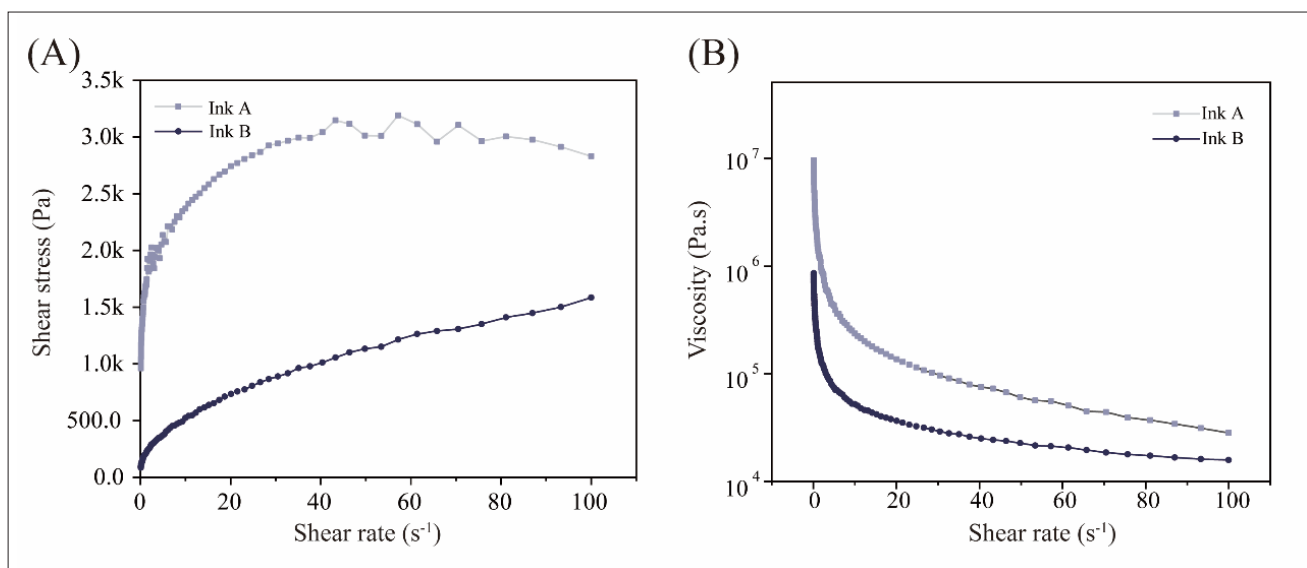 (A)
3.5k
3.0k
2.5k
2.0k
1.5k
1.0k
500.0
0.0
Shear stress (Pa)
Ink A
Ink B
0 20 40 60 80 100
Shear rate (s⁻¹)
(B)
10⁷
10⁶
10⁵
10⁴
Viscosity (Pa.s)
Ink A
Ink B
0 20 40 60 80 100
Shear rate (s⁻¹)